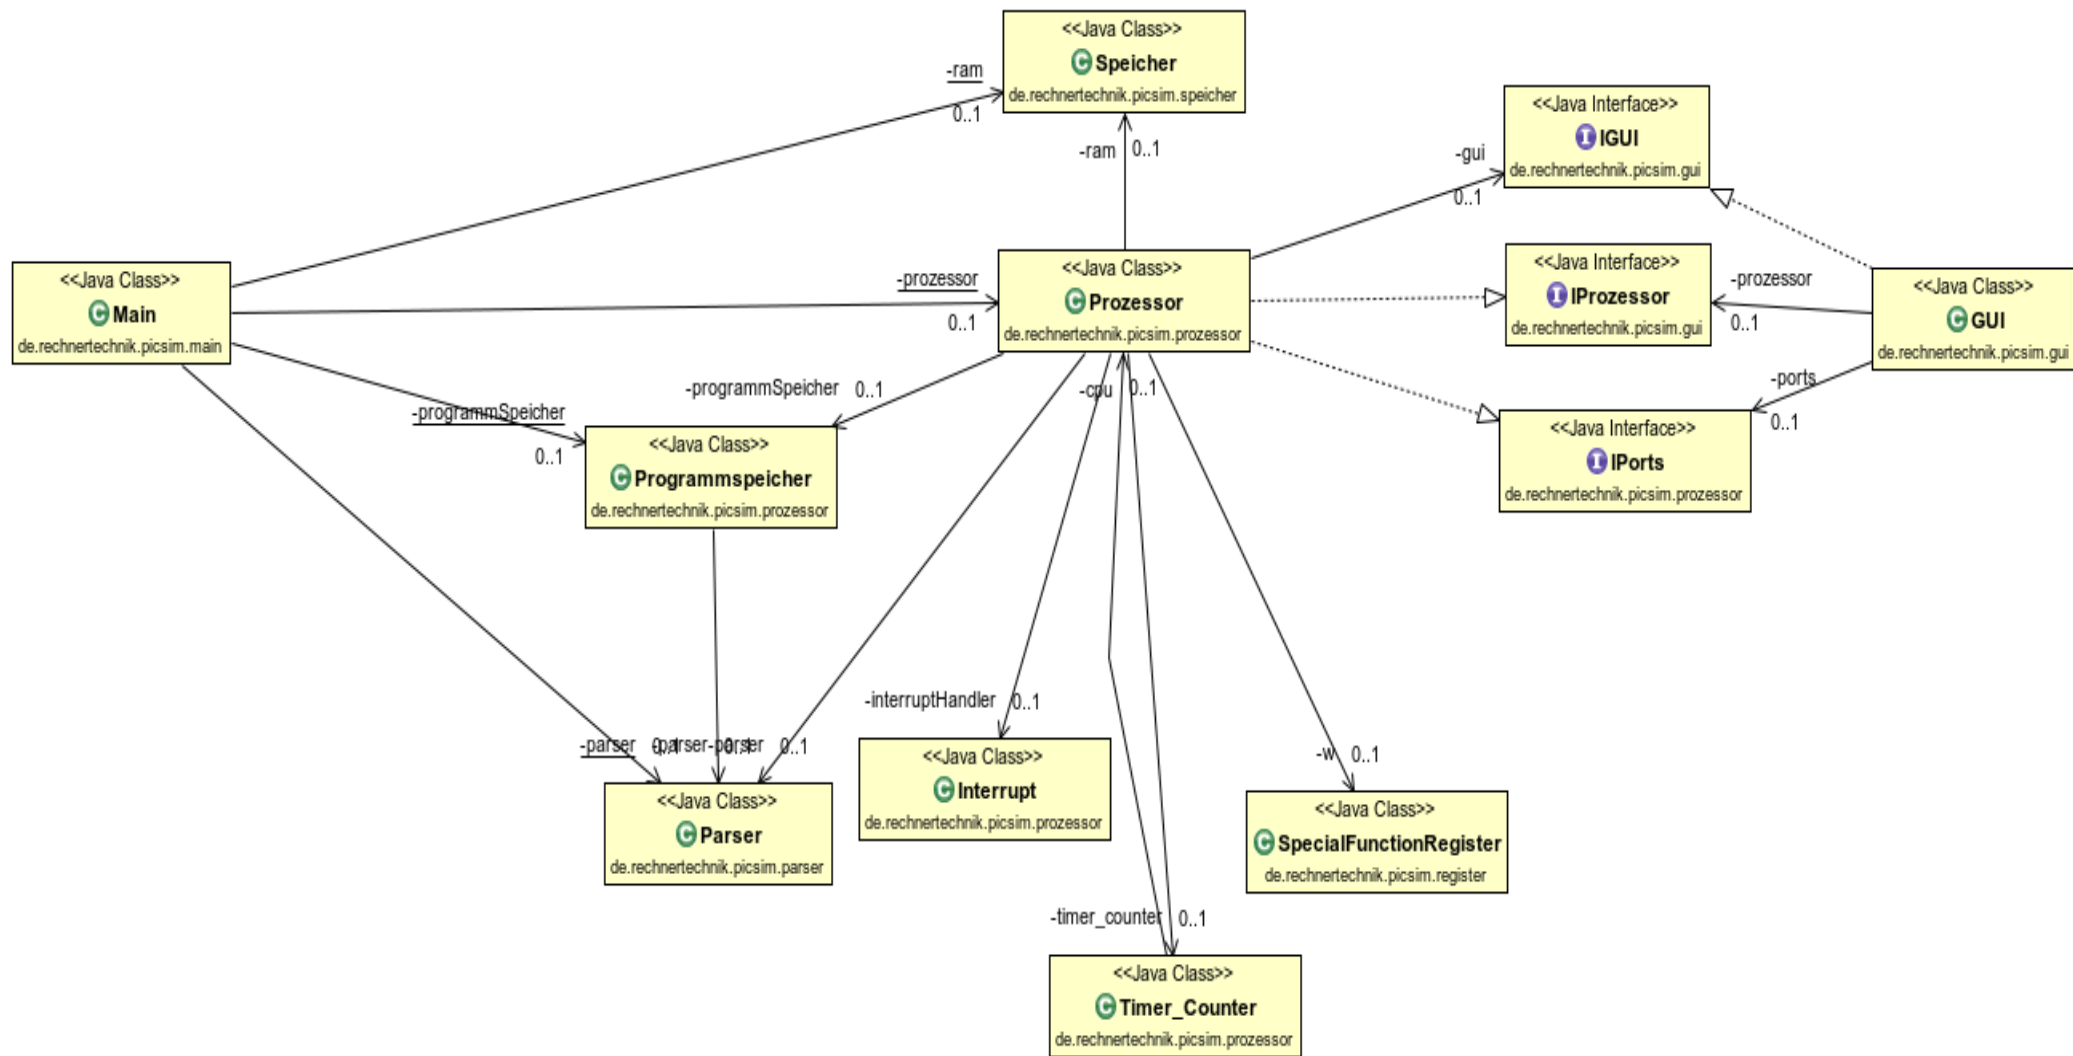 <<Java Class>>
Speicher
de.rechnertechnik.picsim.speicher
-ram
0..1
-ram
0..1
<<Java Interface>>
IGUI
de.rechnertechnik.picsim.gui
-gui
0..1
<<Java Class>>
Main
de.rechnertechnik.picsim.main
-prozessor
0..1
<<Java Class>>
Prozessor
de.rechnertechnik.picsim.prozessor
<<Java Interface>>
IProzessor
de.rechnertechnik.picsim.gui
-prozessor
0..1
<<Java Class>>
GUI
de.rechnertechnik.picsim.gui
-ports
0..1
<<Java Interface>>
IPorts
de.rechnertechnik.picsim.prozessor
-programmSpeicher
0..1
-programmSpeicher
0..1
-cpu
0..1
<<Java Class>>
Programmspeicher
de.rechnertechnik.picsim.prozessor
-interruptHandler
0..1
-parser
0..1
-parser
0..1
-parser
0..1
-w
0..1
<<Java Class>>
Parser
de.rechnertechnik.picsim.parser
<<Java Class>>
Interrupt
de.rechnertechnik.picsim.prozessor
<<Java Class>>
SpecialFunctionRegister
de.rechnertechnik.picsim.register
-timer_counter
0..1
<<Java Class>>
Timer_Counter
de.rechnertechnik.picsim.prozessor